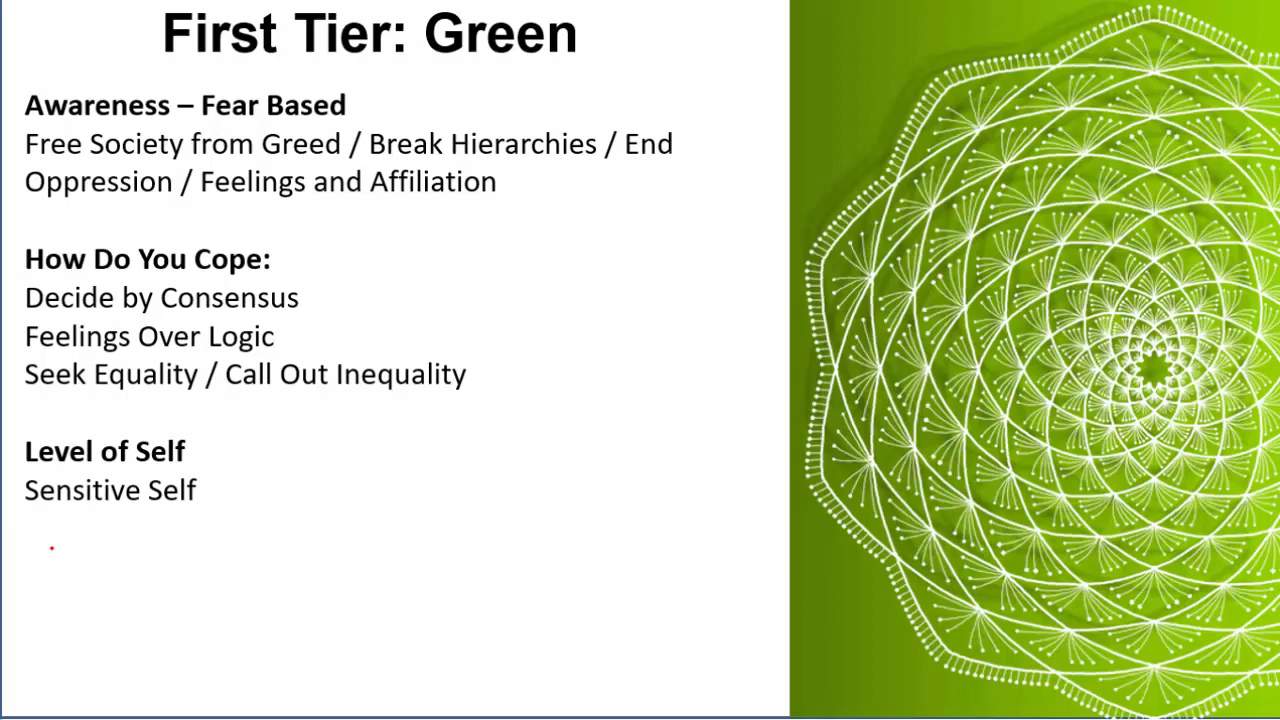 First Tier: Green
Awareness – Fear Based
Free Society from Greed / Break Hierarchies / End
Oppression / Feelings and Affiliation
How Do You Cope:
Decide by Consensus
Feelings Over Logic
Seek Equality / Call Out Inequality
Level of Self
Sensitive Self